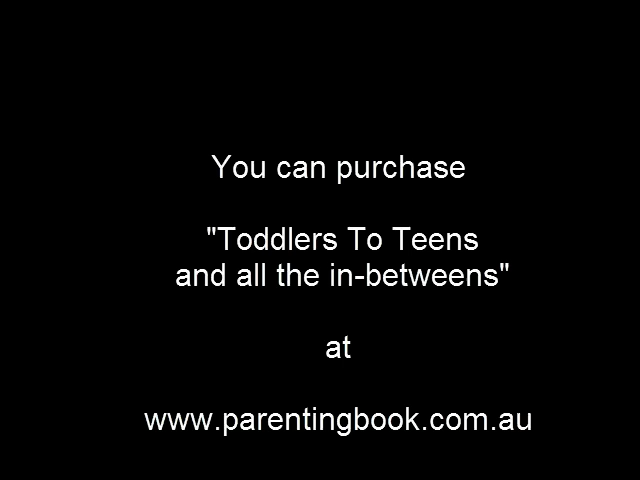 You can purchase
"Toddlers To Teens
and all the in-betweens"
at
www.parentingbook.com.au